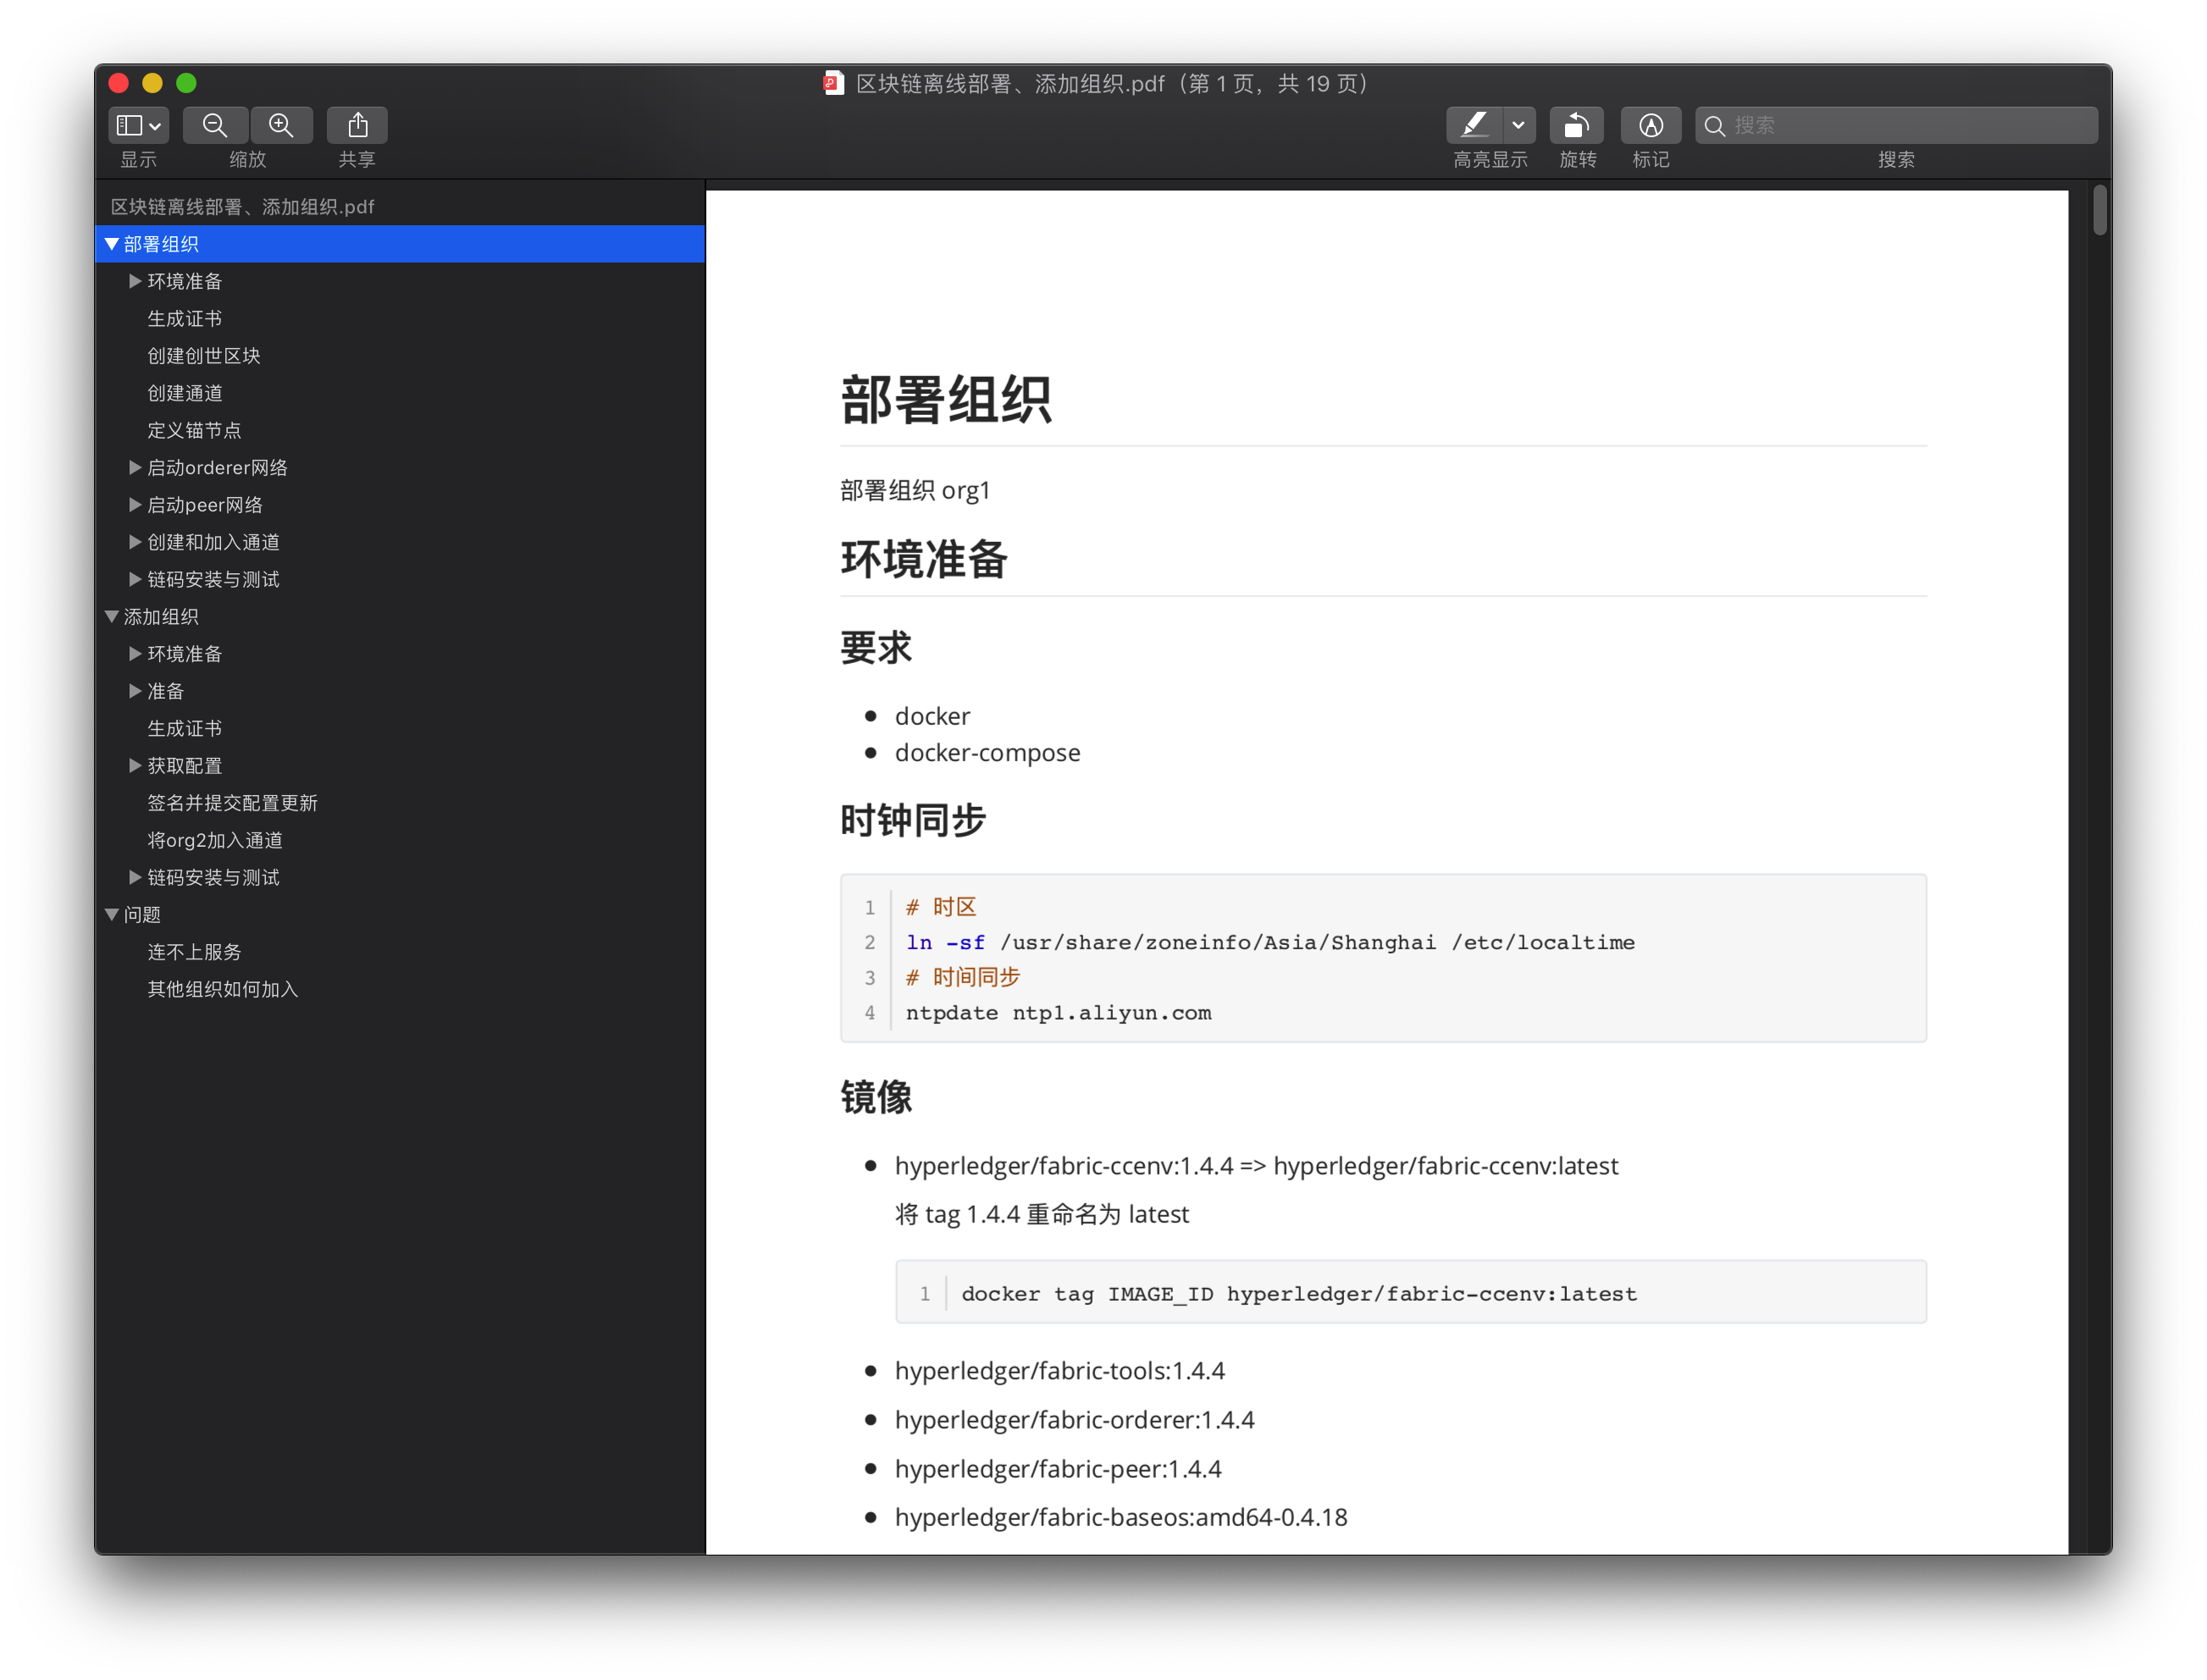 区块链离线部署、添加组织.pdf（第 1 页，共 19 页）
显示
缩放
共享
高亮显示
旋转
标记
搜索
搜索
区块链离线部署、添加组织.pdf
部署组织
环境准备
生成证书
创建创世区块
创建通道
定义锚节点
启动orderer网络
启动peer网络
创建和加入通道
链码安装与测试
添加组织
环境准备
准备
生成证书
获取配置
签名并提交配置更新
将org2加入通道
链码安装与测试
问题
连不上服务
其他组织如何加入
部署组织
部署组织 org1
环境准备
要求
docker
docker-compose
时钟同步
1 # 时区
2 ln -sf /usr/share/zoneinfo/Asia/Shanghai /etc/localtime
3 # 时间同步
4 ntpdate ntp1.aliyun.com
镜像
hyperledger/fabric-ccenv:1.4.4 => hyperledger/fabric-ccenv:latest
将 tag 1.4.4 重命名为 latest
1 docker tag IMAGE_ID hyperledger/fabric-ccenv:latest
hyperledger/fabric-tools:1.4.4
hyperledger/fabric-orderer:1.4.4
hyperledger/fabric-peer:1.4.4
hyperledger/fabric-baseos:amd64-0.4.18